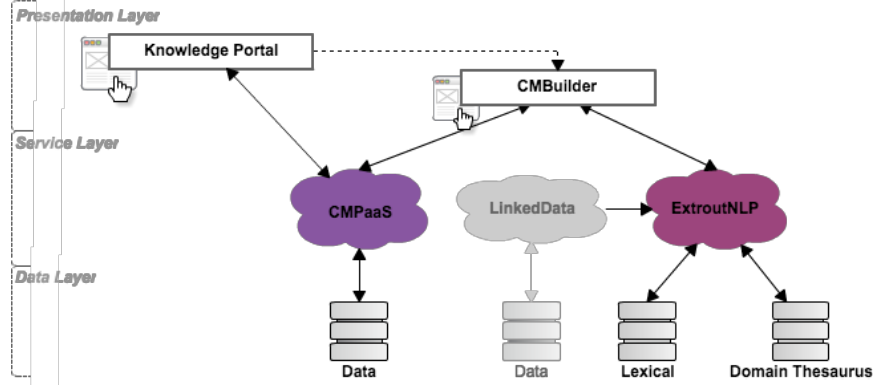 Presentation Layer
Knowledge Portal
CMBuilder
Service Layer
CMPaaS
LinkedData
ExtroutNLP
Data Layer
Data
Data
Lexical
Domain Thesaurus